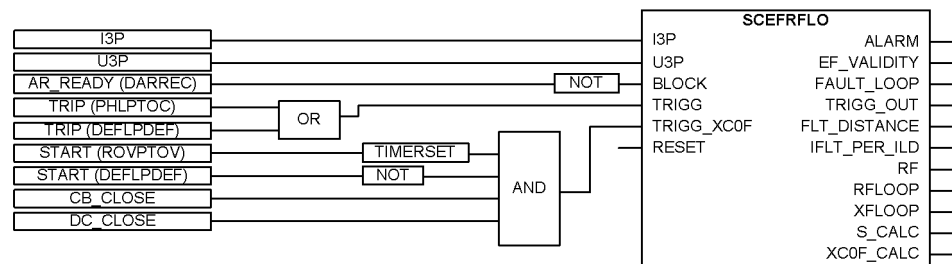 SCEFRFLO
I3P
I3P
ALARM
U3P
U3P
EF_VALIDITY
AR_READY (DARREC)
NOT
BLOCK
FAULT_LOOP
TRIP (PHLPTOC)
OR
TRIGG
TRIGG_OUT
TRIP (DEFLPDEF)
TRIGG_XC0F
FLT_DISTANCE
START (ROVPTOV)
TIMERSET
RESET
IFLT_PER_ILD
START (DEFLPDEF)
NOT
AND
RF
CB_CLOSE
RFLOOP
DC_CLOSE
XFLOOP
S_CALC
XC0F_CALC